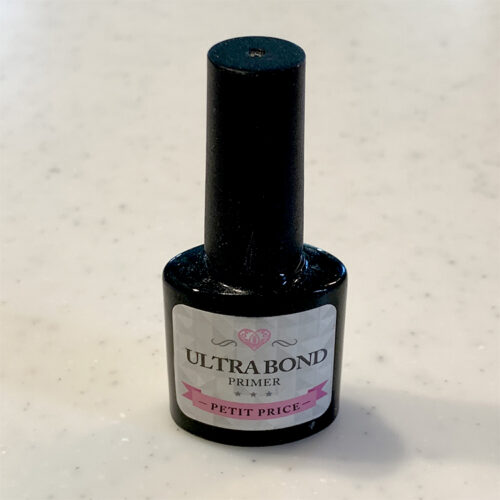 ULTRA BOND
PRIMER
PETIT PRICE